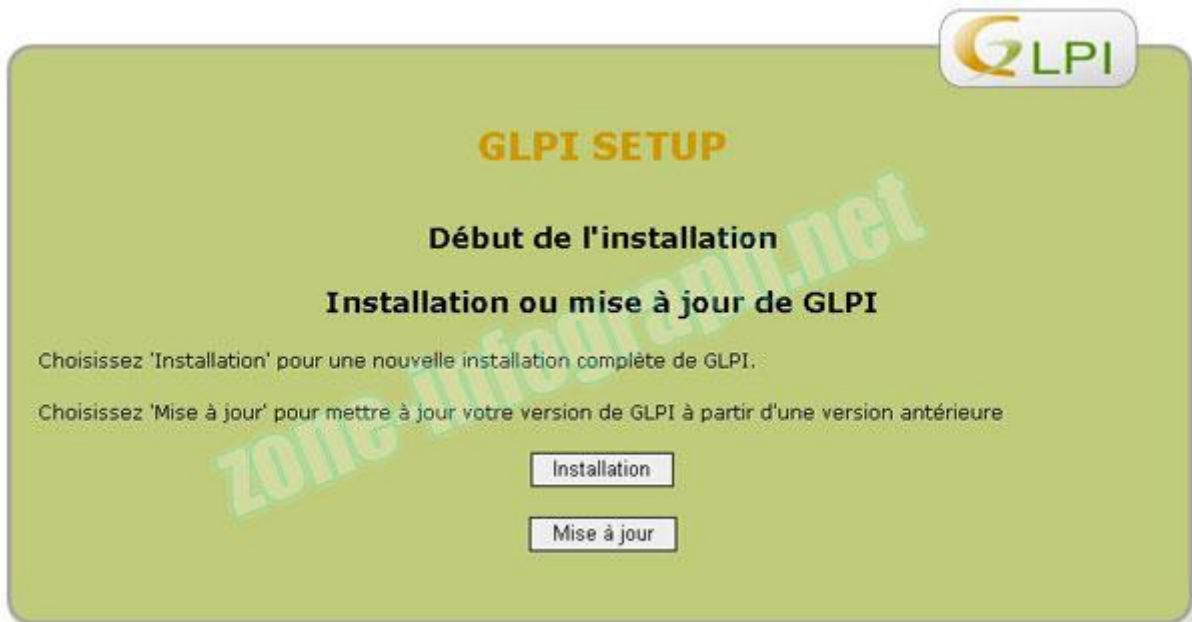 GLPI
GLPI SETUP
Début de l'installation
Installation ou mise à jour de GLPI
Choisissez 'Installation' pour une nouvelle installation complète de GLPI.
Choisissez 'Mise à jour' pour mettre à jour votre version de GLPI à partir d'une version antérieure
Installation
Mise à jour
zone-infograph.net